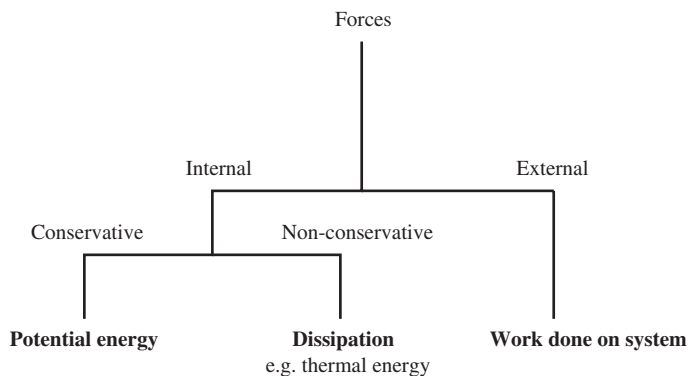 Forces
Internal
External
Conservative
Non-conservative
Potential energy
Dissipation
Work done on system
e.g. thermal energy